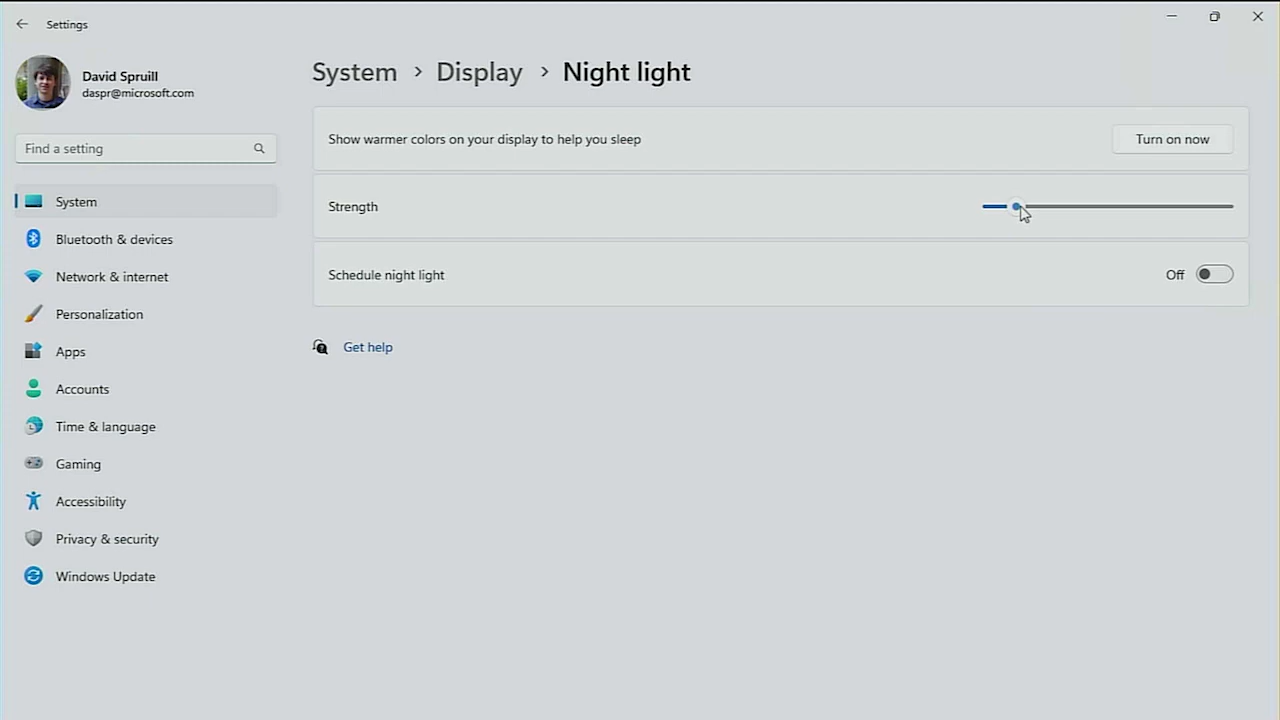 Settings
David Spruill
daspr@microsoft.com
Find a setting
System
Bluetooth & devices
Network & internet
Personalization
Apps
Accounts
Time & language
Gaming
Accessibility
Privacy & security
Windows Update
System > Display > Night light
Show warmer colors on your display to help you sleep
Turn on now
Strength
Schedule night light
Off
Get help